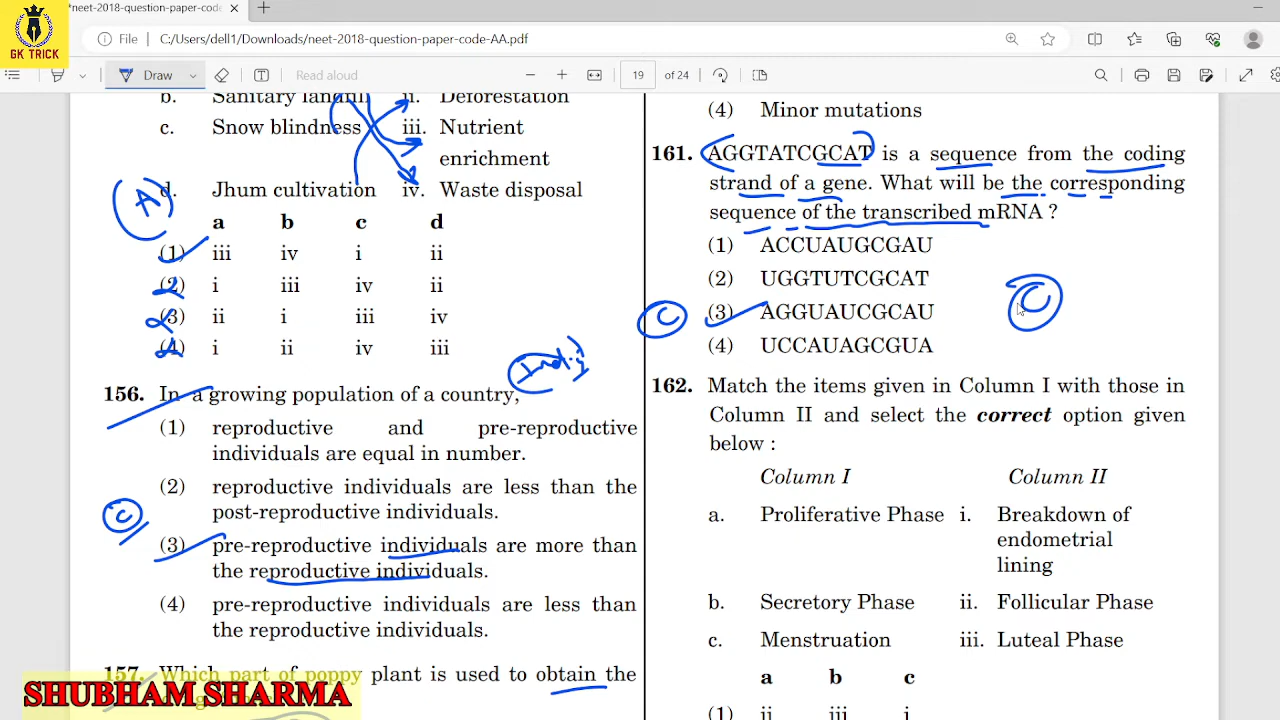 *neet-2018-question-paper-code
GK TRICK
File C:/Users/dell1/Downloads/neet-2018-question-paper-code-AA.pdf
Draw Read aloud 19 of 24
b. Sanitary landfill ii. Deforestation
c. Snow blindness iii. Nutrient
enrichment
d. Jhum cultivation iv. Waste disposal
A
a b c d
(1) iii iv i ii
(2) i iii iv ii
(3) ii i iii iv
(4) i ii iv iii
156. In a growing population of a country,
(1) reproductive and pre-reproductive
individuals are equal in number.
(2) reproductive individuals are less than the
post-reproductive individuals.
C
(3) pre-reproductive individuals are more than
the reproductive individuals.
(4) pre-reproductive individuals are less than
the reproductive individuals.
157. Which part of poppy plant is used to obtain the
SHUBHAM SHARMA
(4) Minor mutations
161. AGGTATCGCAT is a sequence from the coding
strand of a gene. What will be the corresponding
sequence of the transcribed mRNA ?
(1) ACCUAUGCGAU
(2) UGGTUTCGCAT
C (3) AGGUAUCGCAU C
(4) UCCAUAGCGUA
162. Match the items given in Column I with those in
Column II and select the correct option given
below :
Column I Column II
a. Proliferative Phase i. Breakdown of
endometrial
lining
b. Secretory Phase ii. Follicular Phase
c. Menstruation iii. Luteal Phase
a b c
(1) ii iii i